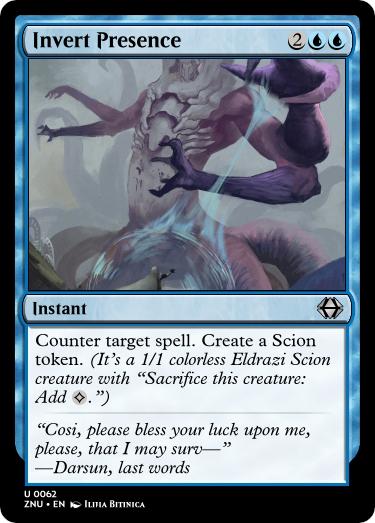 Invert Presence 2
Instant
Counter target spell. Create a Scion
token. (It's a 1/1 colorless Eldrazi Scion
creature with “Sacrifice this creature:
Add .”)
“Cosi, please bless your luck upon me,
please, that I may surv—”
—Darsun, last words
U 0062
ZNU • EN Ilija Bitinica